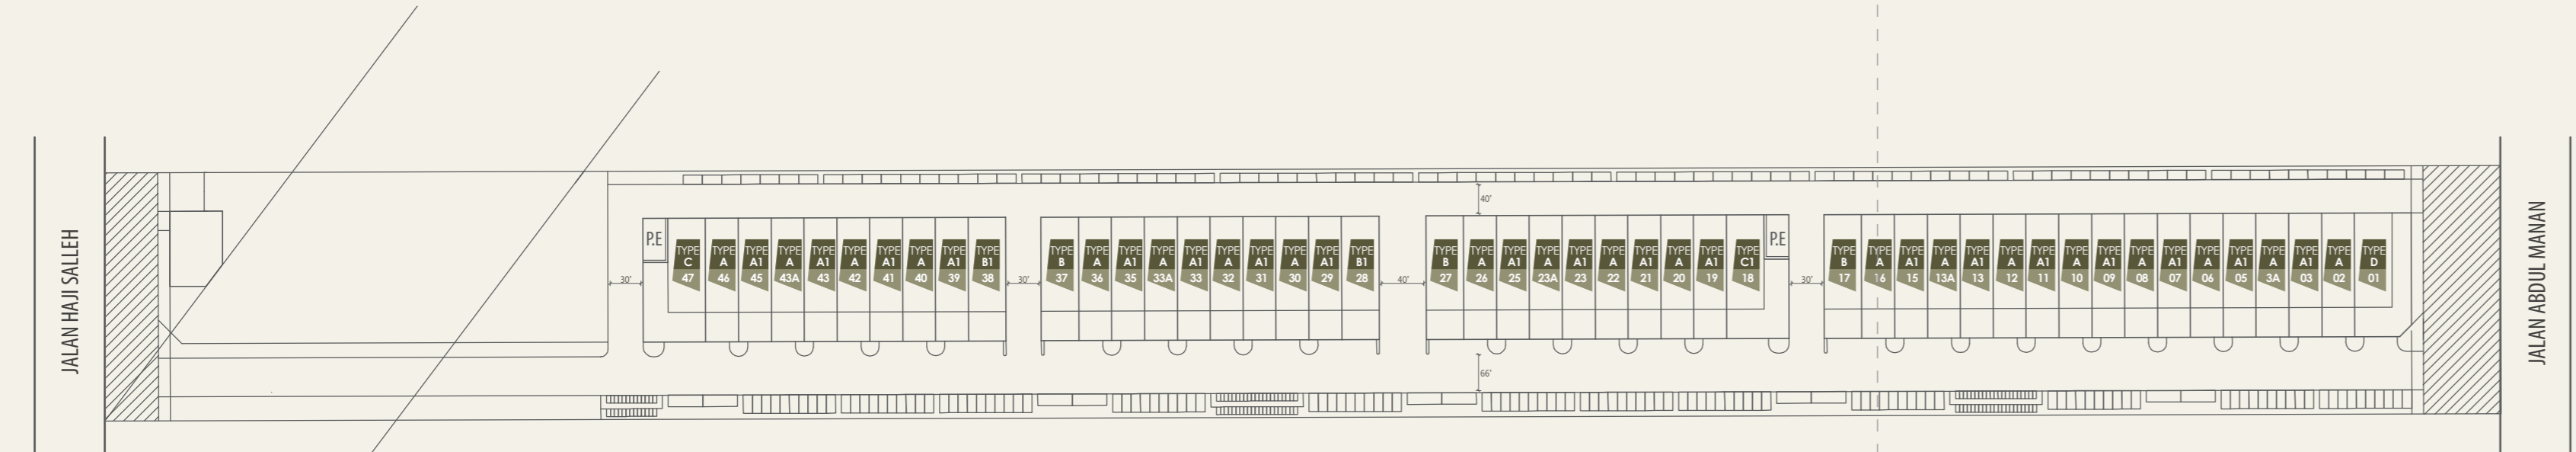 JALAN HAJI SALLEH
P.E
TYPE C 47
TYPE A 46
TYPE A1 45
TYPE A 43A
TYPE A1 43
TYPE A 42
TYPE A1 41
TYPE A 40
TYPE A1 39
TYPE B1 38
TYPE B 37
TYPE A 36
TYPE A1 35
TYPE A 33A
TYPE A1 33
TYPE A 32
TYPE A1 31
TYPE A 30
TYPE A1 29
TYPE B1 28
TYPE B 27
TYPE A 26
TYPE A1 25
TYPE A 23A
TYPE A1 23
TYPE A 22
TYPE A1 21
TYPE A 20
TYPE A1 19
TYPE C1 18
P.E
TYPE B 17
TYPE A 16
TYPE A1 15
TYPE A 13A
TYPE A1 13
TYPE A 12
TYPE A1 11
TYPE A 10
TYPE A1 09
TYPE A 08
TYPE A1 07
TYPE A 06
TYPE A1 05
TYPE A 3A
TYPE A1 03
TYPE A 02
TYPE D 01
40'
30'
30'
40'
30'
66'
JALAN ABDUL MANAN